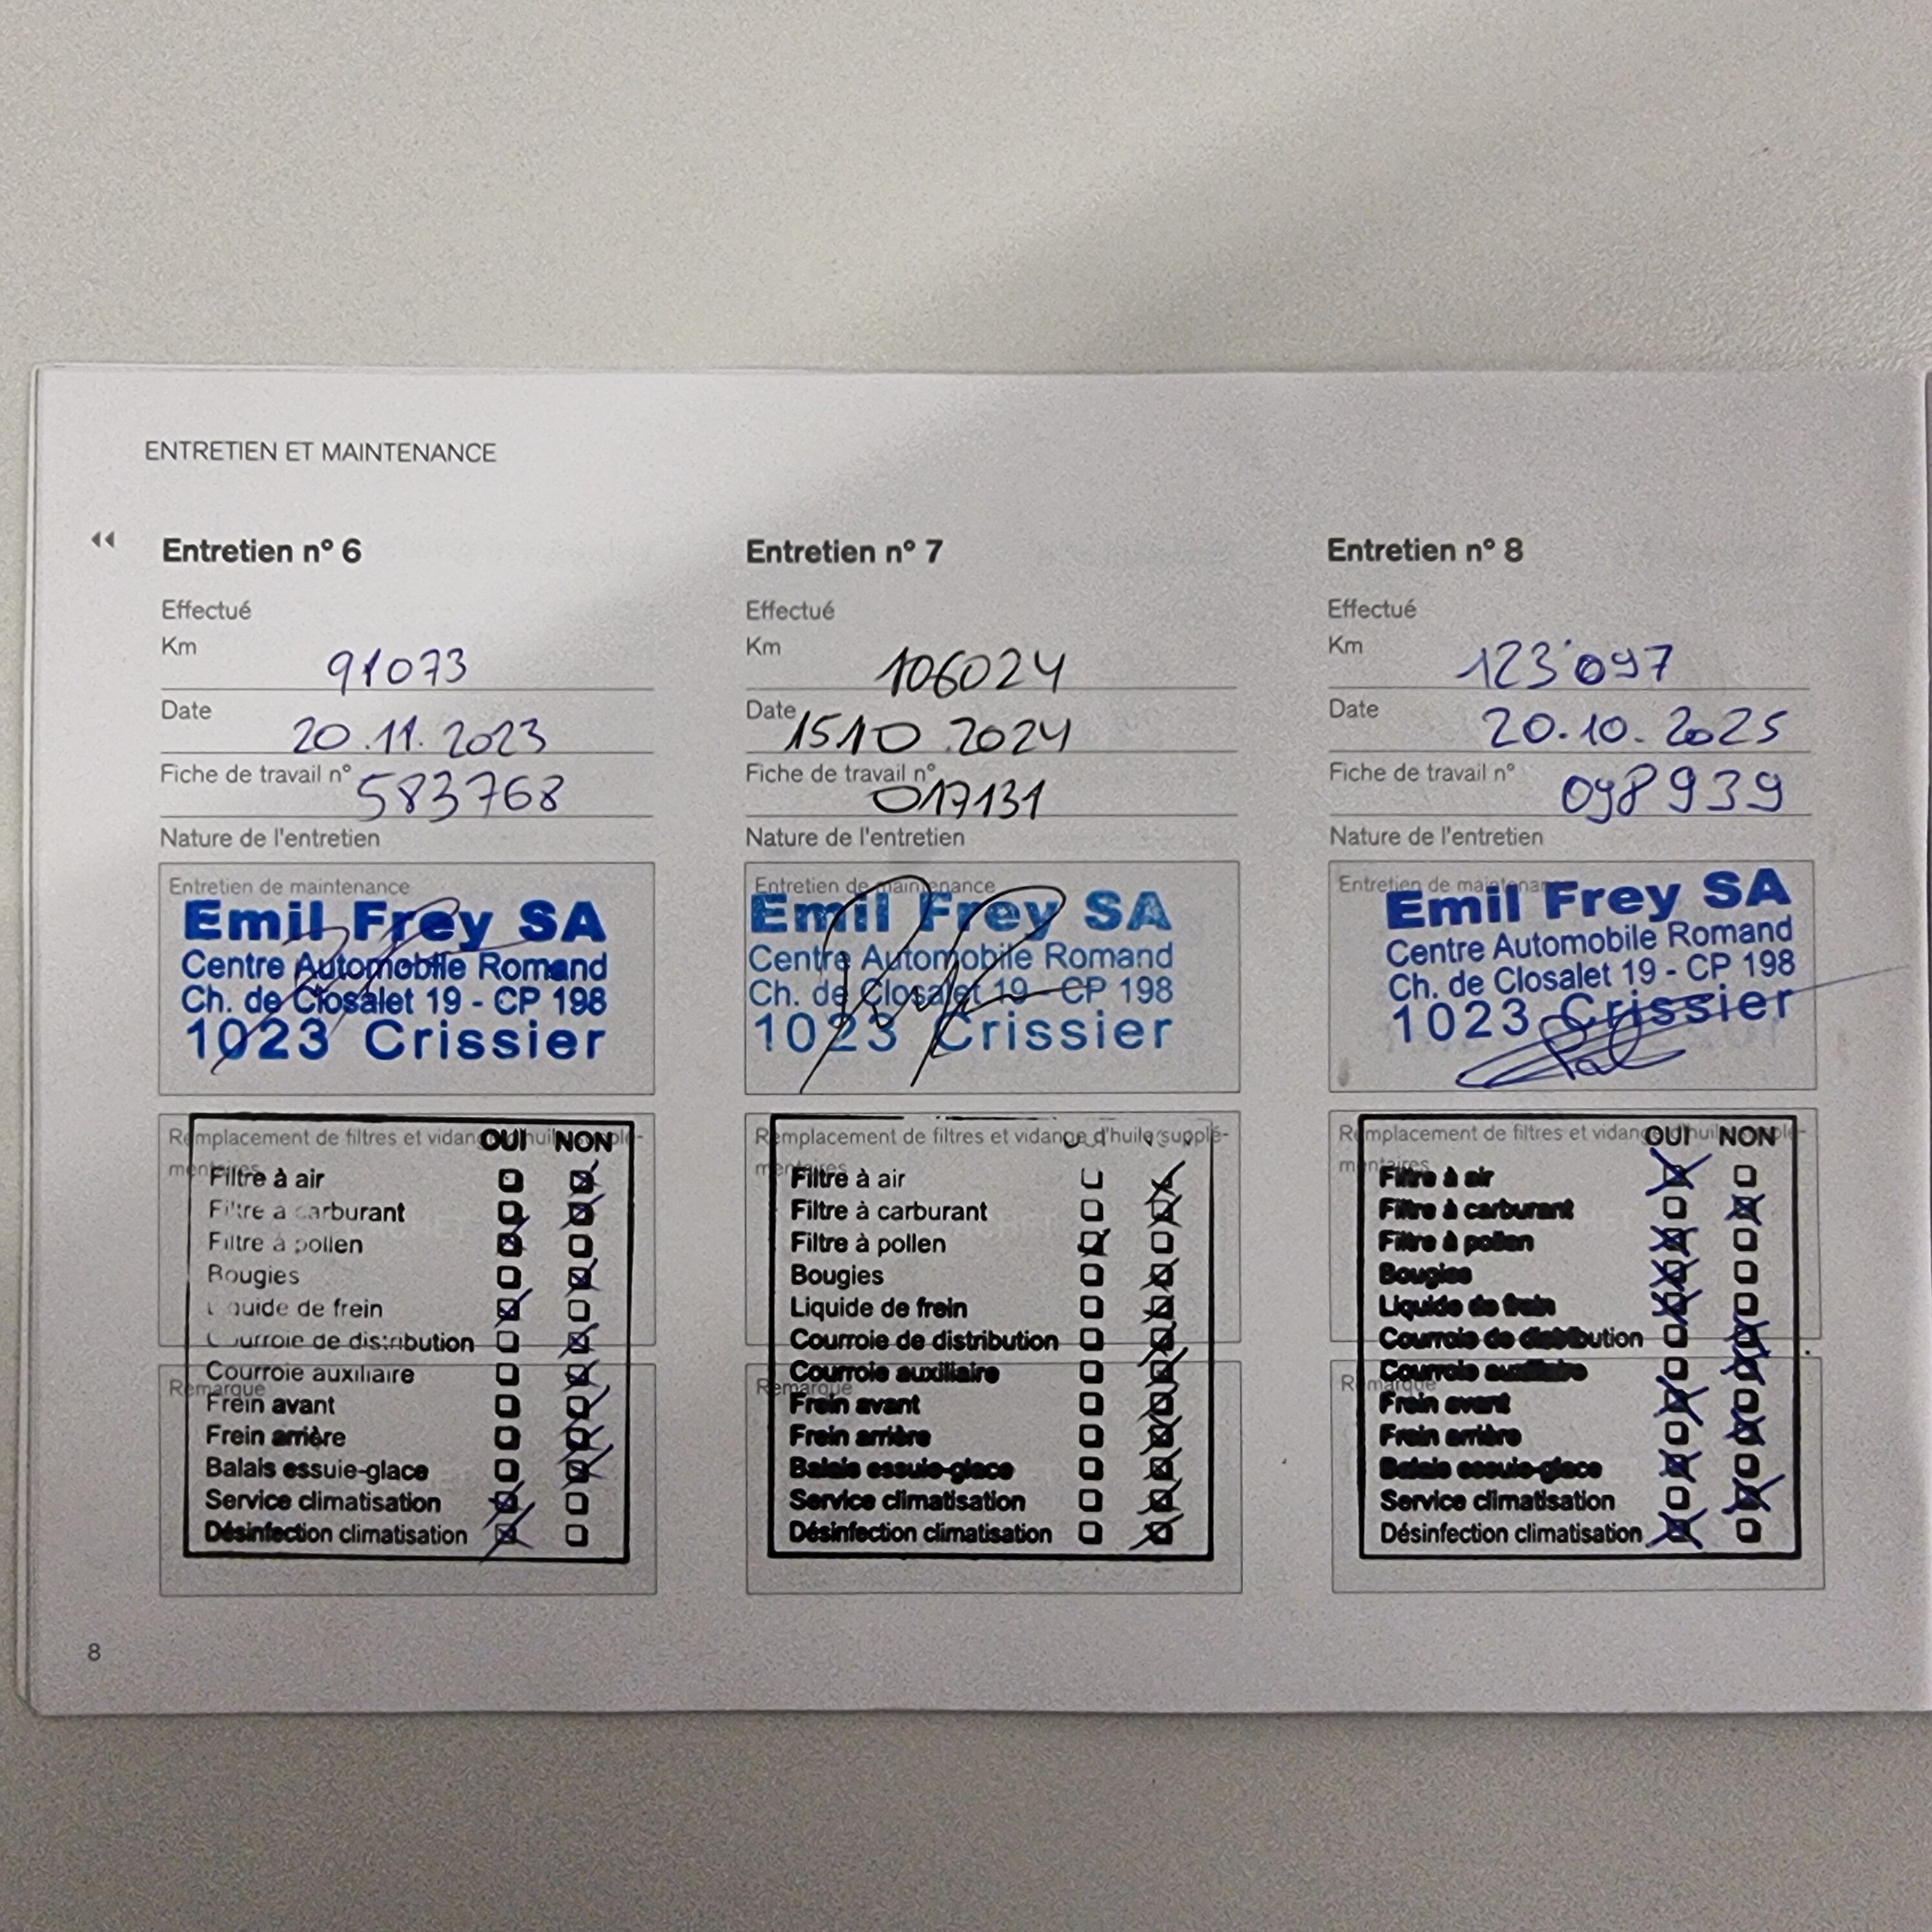 ENTRETIEN ET MAINTENANCE
Entretien n° 6
Effectué
Km
91073
Date
20.11.2023
Fiche de travail n°
583768
Nature de l'entretien
Entretien de maintenance
Emil Frey SA
Centre Automobile Romand
Ch. de Closalet 19 - CP 198
1023 Crissier
Remplacement de filtres et vidange d'huile supplé-
mentaires
OUI NON
Filtre à air
Filtre à carburant
Filtre à pollen
Bougies
Liquide de frein
Courroie de distribution
Courroie auxiliaire
Remarque
Frein avant
Frein arrière
Balais essuie-glace
Service climatisation
Désinfection climatisation
Entretien n° 7
Effectué
Km
106024
Date
15 10 .2024
Fiche de travail n°
017131
Nature de l'entretien
Entretien de maintenance
Emil Frey SA
Centre Automobile Romand
Ch. de Closalet 19 - CP 198
1023 Crissier
Remplacement de filtres et vidange d'huile supplé-
mentaires
Filtre à air
Filtre à carburant
Filtre à pollen
Bougies
Liquide de frein
Courroie de distribution
Courroie auxiliaire
Remarque
Frein avant
Frein arrière
Balais essuie-glace
Service climatisation
Désinfection climatisation
Entretien n° 8
Effectué
Km
123'097
Date
20.10.2025
Fiche de travail n°
098939
Nature de l'entretien
Entretien de maintenance
Emil Frey SA
Centre Automobile Romand
Ch. de Closalet 19 - CP 198
1023 Crissier
Remplacement de filtres et vidange d'huile supplé-
mentaires
OUI NON
Filtre à air
Filtre à carburant
Filtre à pollen
Bougies
Liquide de frein
Courroie de distribution
Courroie auxiliaire
Remarque
Frein avant
Frein arrière
Balais essuie-glace
Service climatisation
Désinfection climatisation
8